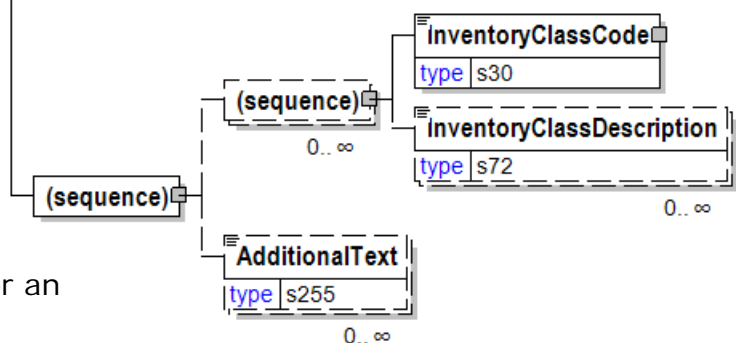 InventoryClassCode
type s30
(sequence)
0.. ∞
InventoryClassDescription
type s72
0.. ∞
(sequence)
AdditionalText
type s255
0.. ∞
r an